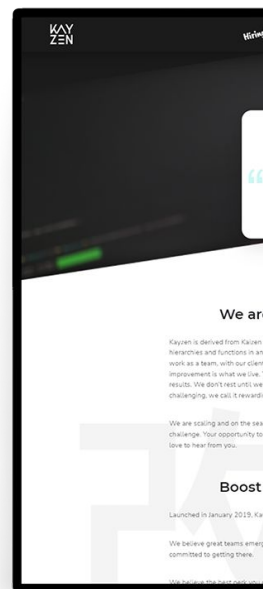 KAY
ZEN
Hiring
“
We are
Kayzen is derived from Kaizen
hierarchies and functions in an
work as a team, with our client
improvement is what we live.
results. We don't rest until we
challenging, we call it rewardi
We are scaling and on the sea
challenge. Your opportunity to
love to hear from you.
Boost
Launched in January 2019, Ka
We believe great teams emerg
committed to getting there.
We believe the best perk you
改